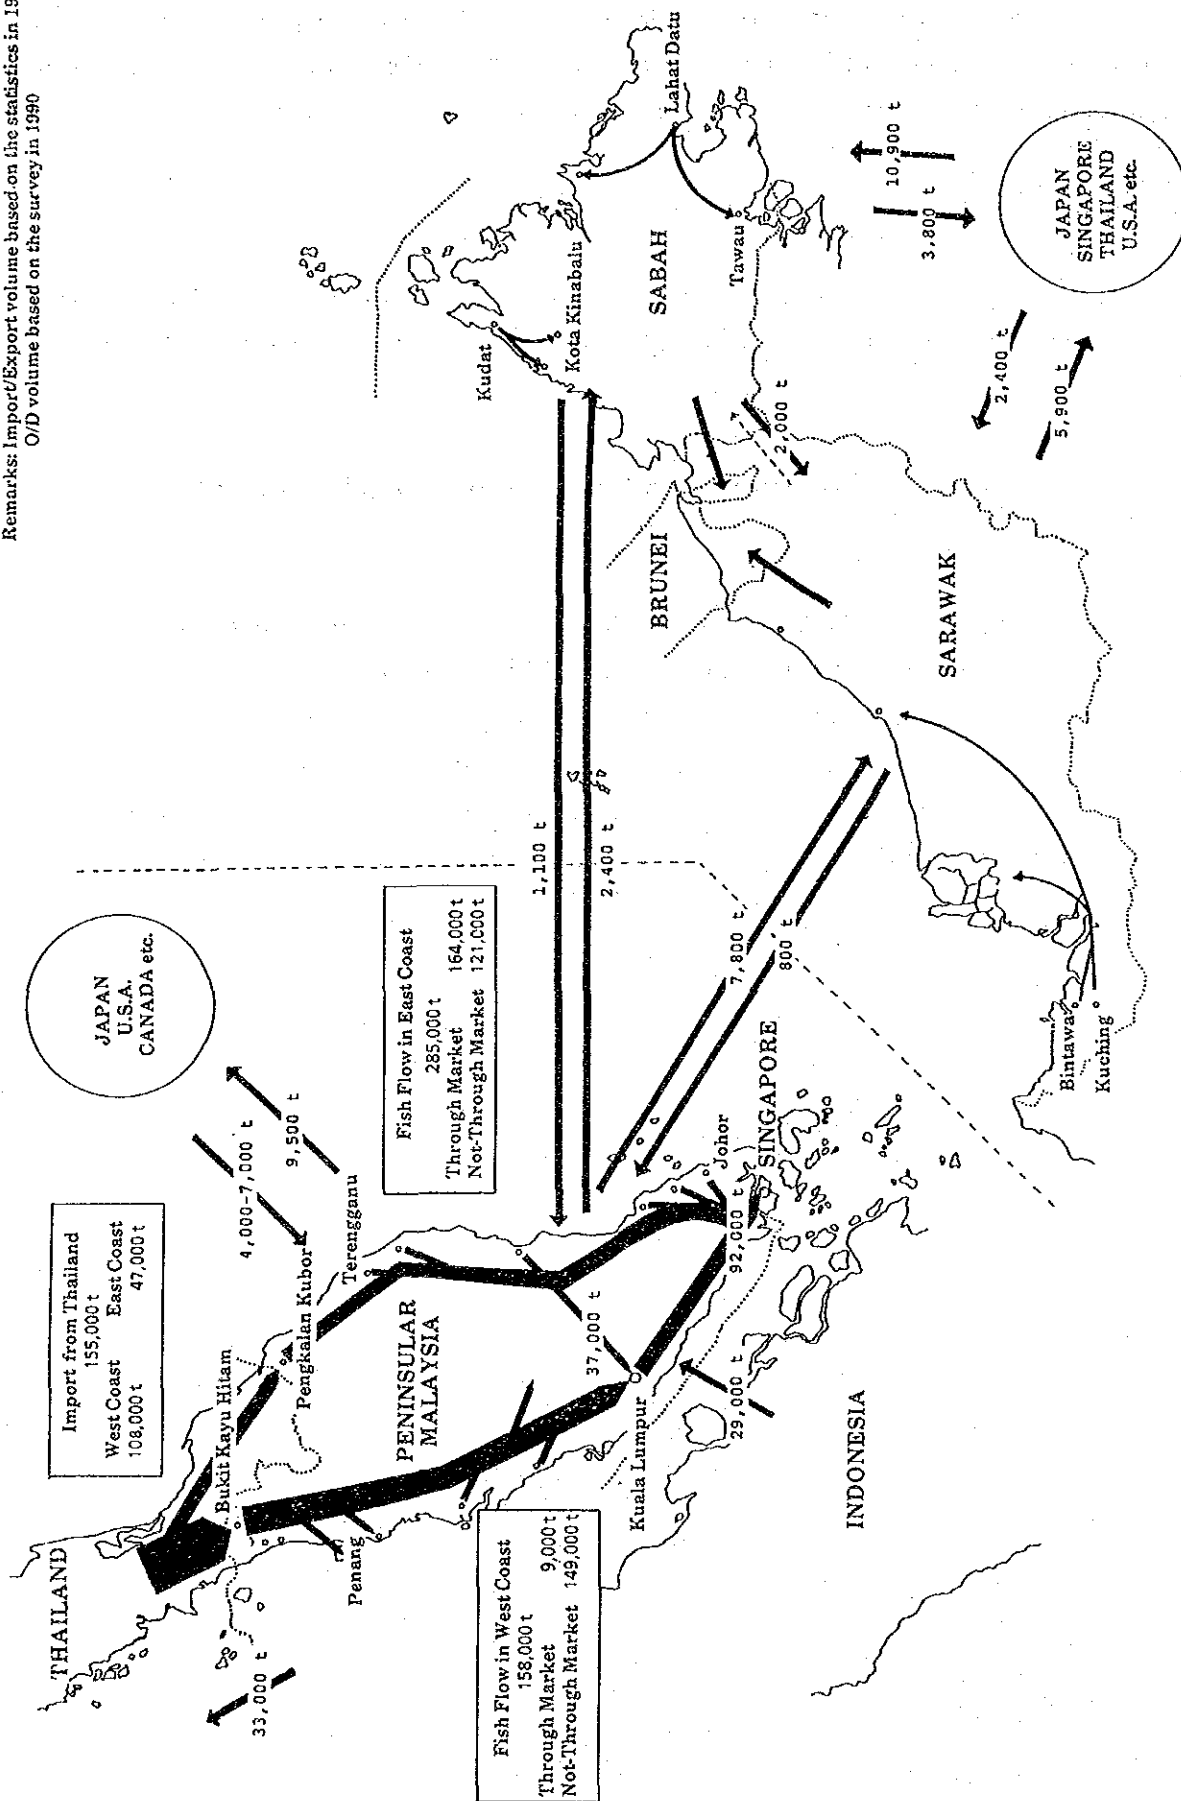 Remarks: Import/Export volume based on the statistics in
O/D volume based on the survey in 1990
THAILAND
33,000 t
Import from Thailand
155,000 t
West Coast East Coast
108,000 t 47,000 t
Bukit Kayu Hitam
Pengkalan Kubor
Penang
Terengganu
4,000-7,000 t
9,500 t
JAPAN
U.S.A.
CANADA etc.
PENINSULAR
MALAYSIA
Fish Flow in West Coast
158,000 t
Through Market 9,000 t
Not-Through Market 149,000 t
Kuala Lumpur
37,000 t
29,000 t
92,000 t
INDONESIA
Johor
SINGAPORE
Fish Flow in East Coast
285,000 t
Through Market 164,000 t
Not-Through Market 121,000 t
1,100 t
2,400 t
7,800 t
800 t
Bintawa
Kuching
SARAWAK
BRUNEI
2,000 t
Kudat
Kota Kinabalu
SABAH
Lahat Datu
Tawau
10,900 t
3,800 t
2,400 t
5,900 t
JAPAN
SINGAPORE
THAILAND
U.S.A. etc.